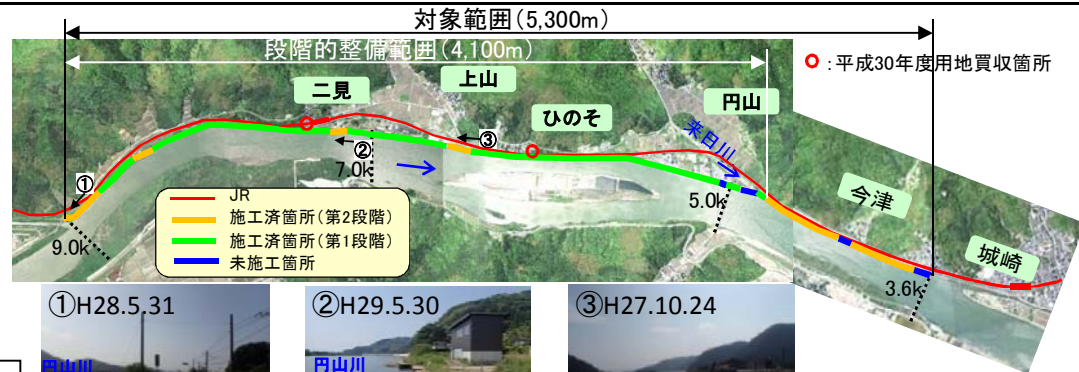 対象範囲(5,300m)
段階的整備範囲(4,100m)
○:平成30年度用地買収箇所
二見
上山
ひのそ
円山
来日川
今津
城崎
①
②
③
7.0k
5.0k
9.0k
3.6k
JR
施工済箇所(第2段階)
施工済箇所(第1段階)
未施工箇所
①H28.5.31
②H29.5.30
③H27.10.24
円山川
円山川